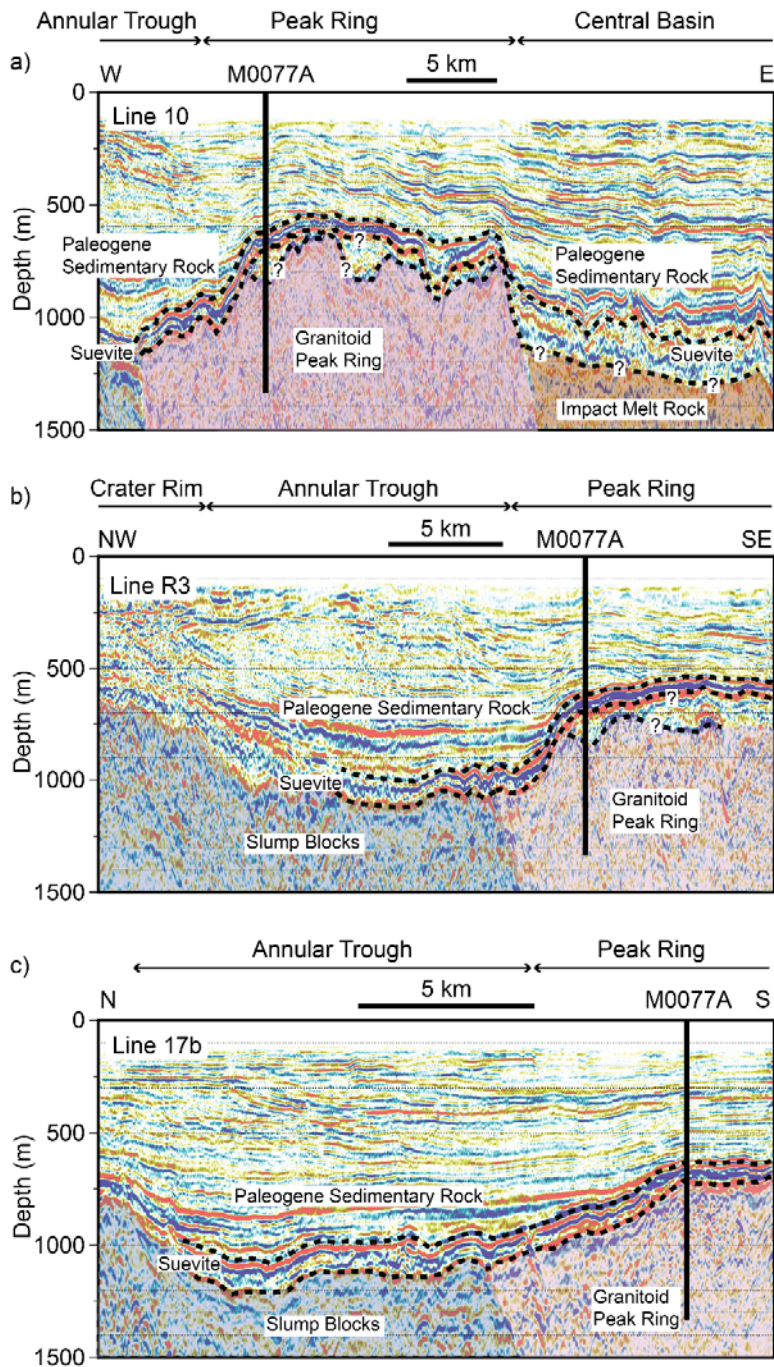 Annular Trough Peak Ring Central Basin
a)
W M0077A 5 km E
0
Line 10
500
Paleogene
Sedimentary Rock
Paleogene
Sedimentary Rock
? ? ?
Depth (m)
1000
Suevite
Granitoid
Peak Ring
Suevite
? ? ?
Impact Melt Rock
1500
Crater Rim Annular Trough Peak Ring
b)
NW 5 km M0077A SE
0
Line R3
500
Paleogene Sedimentary Rock
? ?
Depth (m)
1000
Suevite
Granitoid
Peak Ring
Slump Blocks
1500
Annular Trough Peak Ring
c)
N 5 km M0077A S
0
Line 17b
500
Depth (m)
Paleogene Sedimentary Rock
1000
Suevite
Granitoid
Peak Ring
Slump Blocks
1500